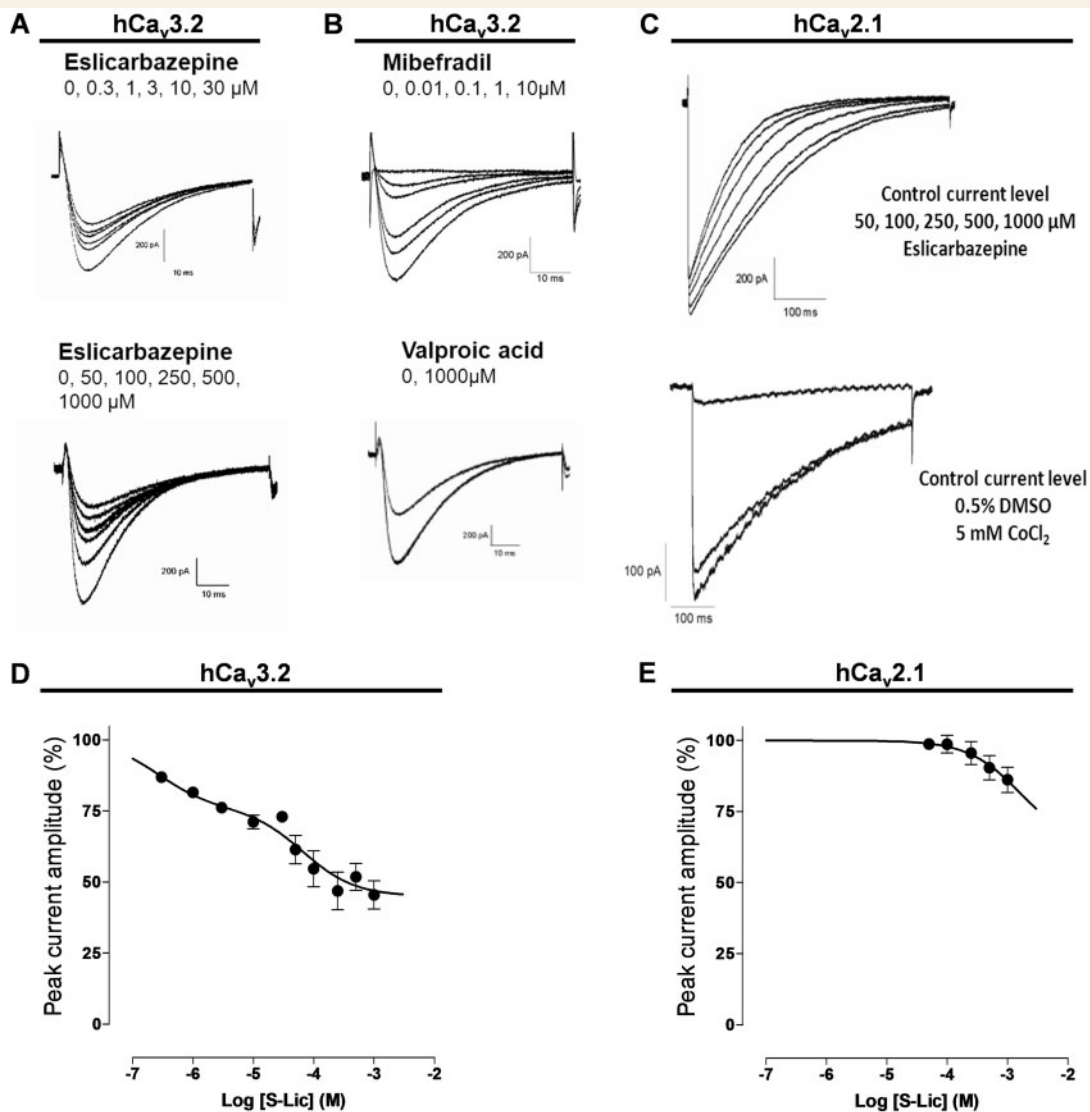 A
hCav3.2
Eslicarbazepine
0, 0.3, 1, 3, 10, 30 µM
200 pA
10 ms
Eslicarbazepine
0, 50, 100, 250, 500,
1000 µM
200 pA
10 ms
B
hCav3.2
Mibefradil
0, 0.01, 0.1, 1, 10µM
200 pA
10 ms
Valproic acid
0, 1000µM
200 pA
10 ms
C
hCav2.1
Control current level
50, 100, 250, 500, 1000 µM
Eslicarbazepine
200 pA
100 ms
Control current level
0.5% DMSO
5 mM CoCl2
100 pA
100 ms
D
hCav3.2
Peak current amplitude (%)
100
75
50
25
0
-7 -6 -5 -4 -3 -2
Log [S-Lic] (M)
E
hCav2.1
Peak current amplitude (%)
100
75
50
25
0
-7 -6 -5 -4 -3 -2
Log [S-Lic] (M)